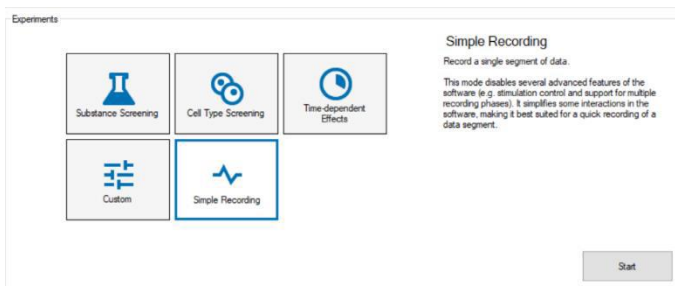 Experiments
Simple Recording
Record a single segment of data.
This mode disables several advanced features of the
software (e.g. stimulation control and support for multiple
recording phases). It simplifies some interactions in the
software, making it best suited for a quick recording of a
data segment.
Substance Screening
Cell Type Screening
Time-dependent
Effects
Custom
Simple Recording
Start